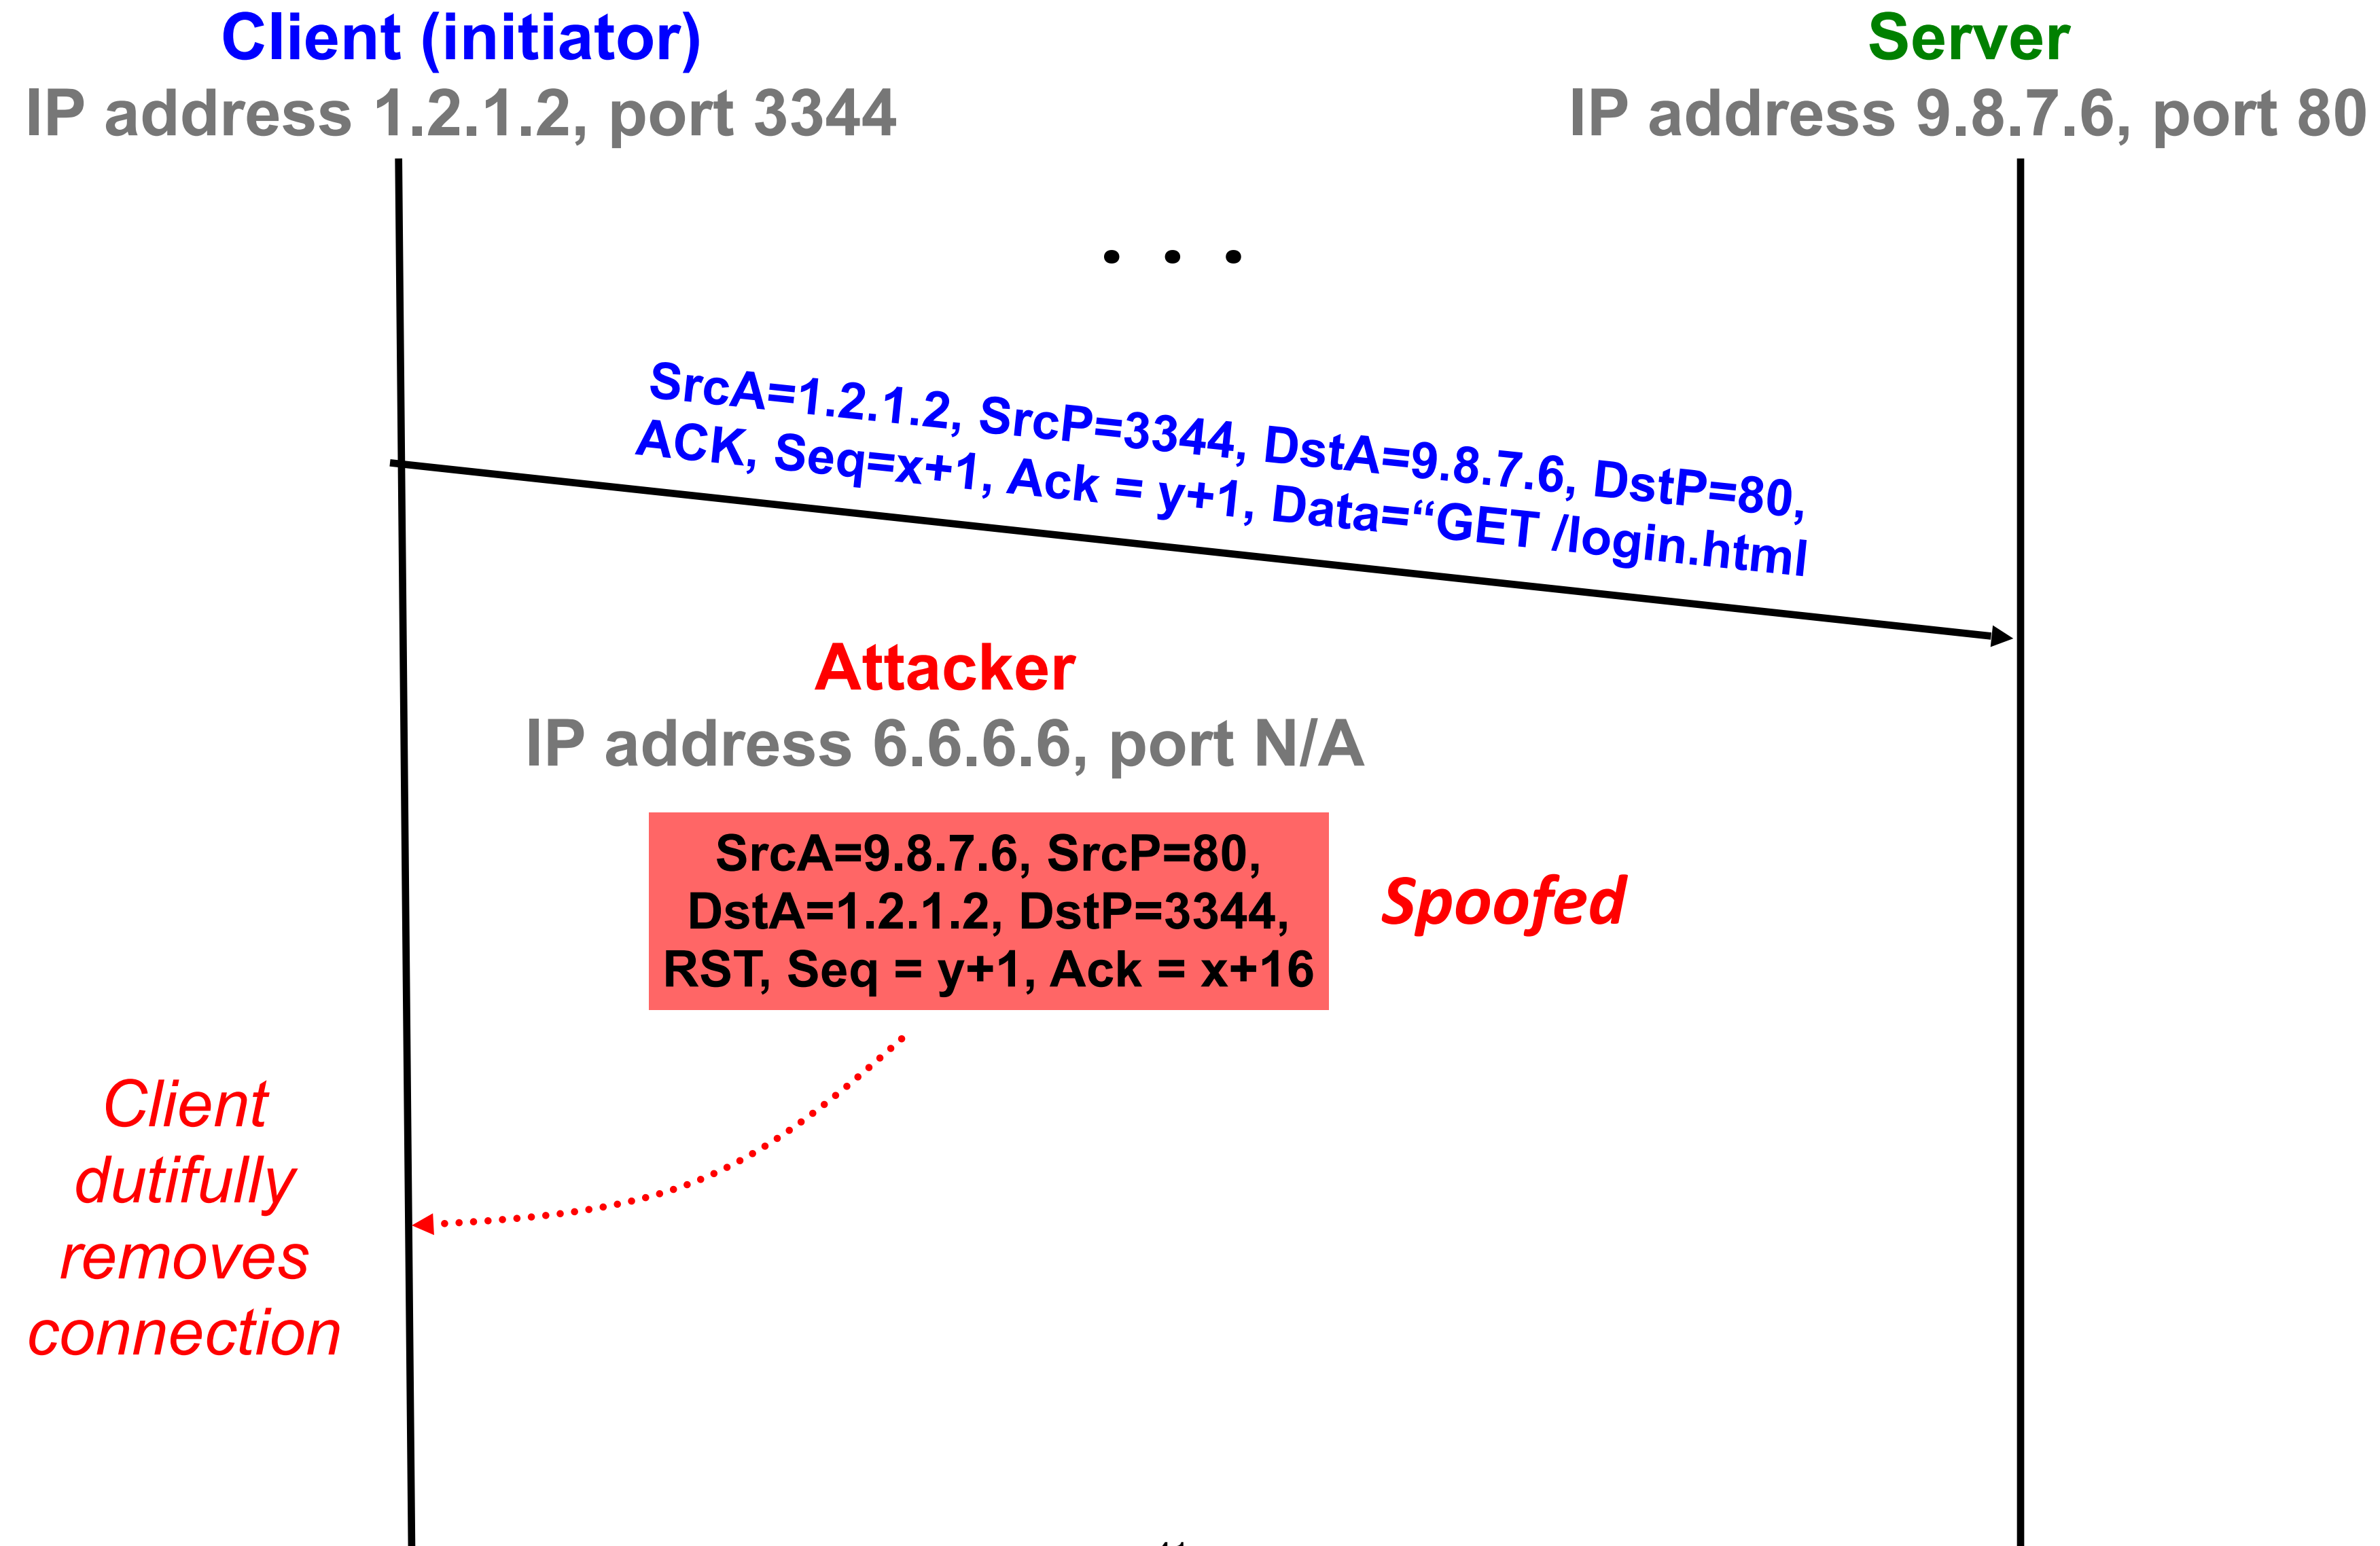 Client (initiator)
IP address 1.2.1.2, port 3344
Server
IP address 9.8.7.6, port 80
. . .
SrcA=1.2.1.2, SrcP=3344, DstA=9.8.7.6, DstP=80,
ACK, Seq=x+1, Ack = y+1, Data=“GET /login.html
Attacker
IP address 6.6.6.6, port N/A
SrcA=9.8.7.6, SrcP=80,
DstA=1.2.1.2, DstP=3344,
RST, Seq = y+1, Ack = x+16
Spoofed
Client
dutifully
removes
connection